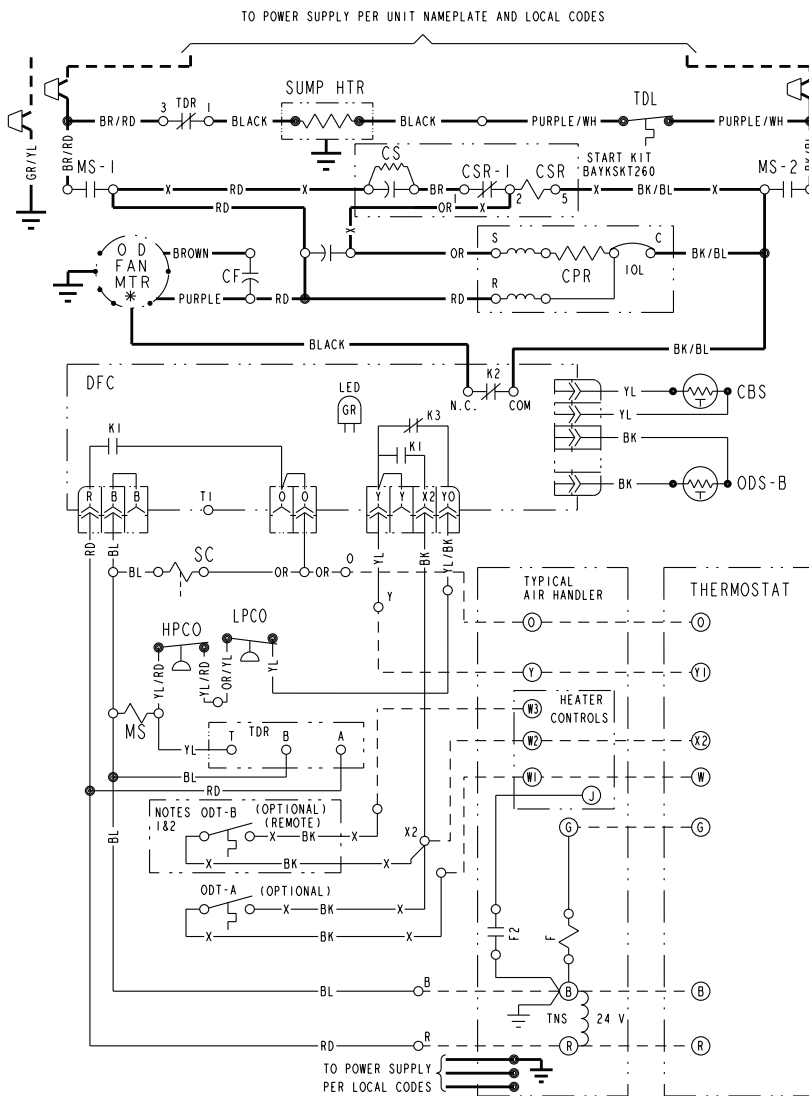 TO POWER SUPPLY PER UNIT NAMEPLATE AND LOCAL CODES
SUMP HTR
TDL
3 TDR 1
BR/RD
BLACK
BLACK
PURPLE/WH
PURPLE/WH
GR/YL
BR/RD
BK/BL
MS-1
CS
CSR-1
CSR
START KIT
BAYKSKT260
MS-2
X RD X
BR
1
2
5
X BK/BL X
RD
OR X
X
O D
FAN
MTR
*
BROWN
CF
PURPLE
RD
OR
S
C
CPR
IOL
BK/BL
RD
R
BLACK
BK/BL
DFC
LED
GR
K2
N.C.
COM
YL
CBS
YL
K3
K1
K1
BK
BK
ODS-B
R B B
T1
O O
Y Y X2 YO
RD
BL
SC
BL
OR OR O
YL
BK
YL/BK
Y
TYPICAL
AIR HANDLER
THERMOSTAT
O
O
HPCO
LPCO
YL/RD
YL/RD
OR/YL
YL
Y
Y1
MS
HEATER
CONTROLS
W3
TDR
T B A
YL
W2
X2
BL
W1
W
RD
J
NOTES
1&2
ODT-B
(OPTIONAL)
(REMOTE)
X BK X
X2
X BK X
BL
G
G
ODT-A
(OPTIONAL)
X BK X
X BK X
F2
F
BL
B
B
B
TNS
24 V
RD
R
R
R
TO POWER SUPPLY
PER LOCAL CODES